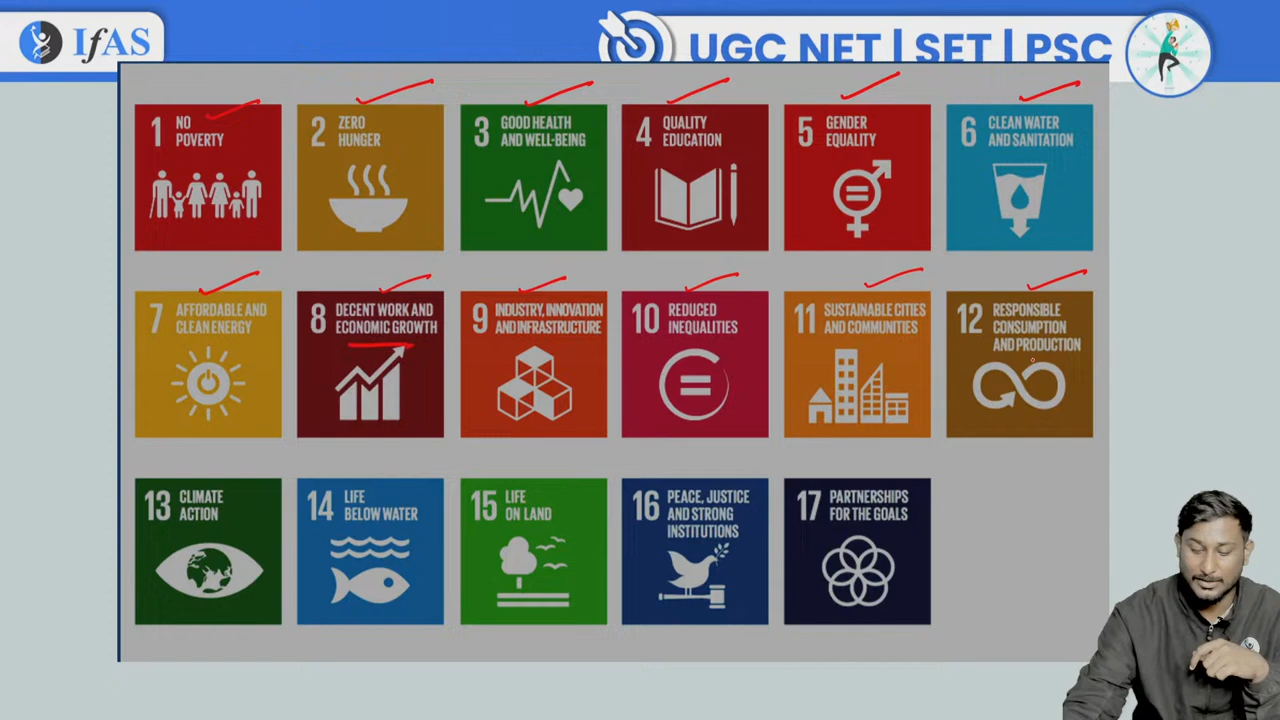 IfAS
UGC NET | SET | PSC
1 NO
POVERTY
2 ZERO
HUNGER
3 GOOD HEALTH
AND WELL-BEING
4 QUALITY
EDUCATION
5 GENDER
EQUALITY
6 CLEAN WATER
AND SANITATION
7 AFFORDABLE AND
CLEAN ENERGY
8 DECENT WORK AND
ECONOMIC GROWTH
9 INDUSTRY, INNOVATION
AND INFRASTRUCTURE
10 REDUCED
INEQUALITIES
11 SUSTAINABLE CITIES
AND COMMUNITIES
12 RESPONSIBLE
CONSUMPTION
AND PRODUCTION
13 CLIMATE
ACTION
14 LIFE
BELOW WATER
15 LIFE
ON LAND
16 PEACE, JUSTICE
AND STRONG
INSTITUTIONS
17 PARTNERSHIPS
FOR THE GOALS